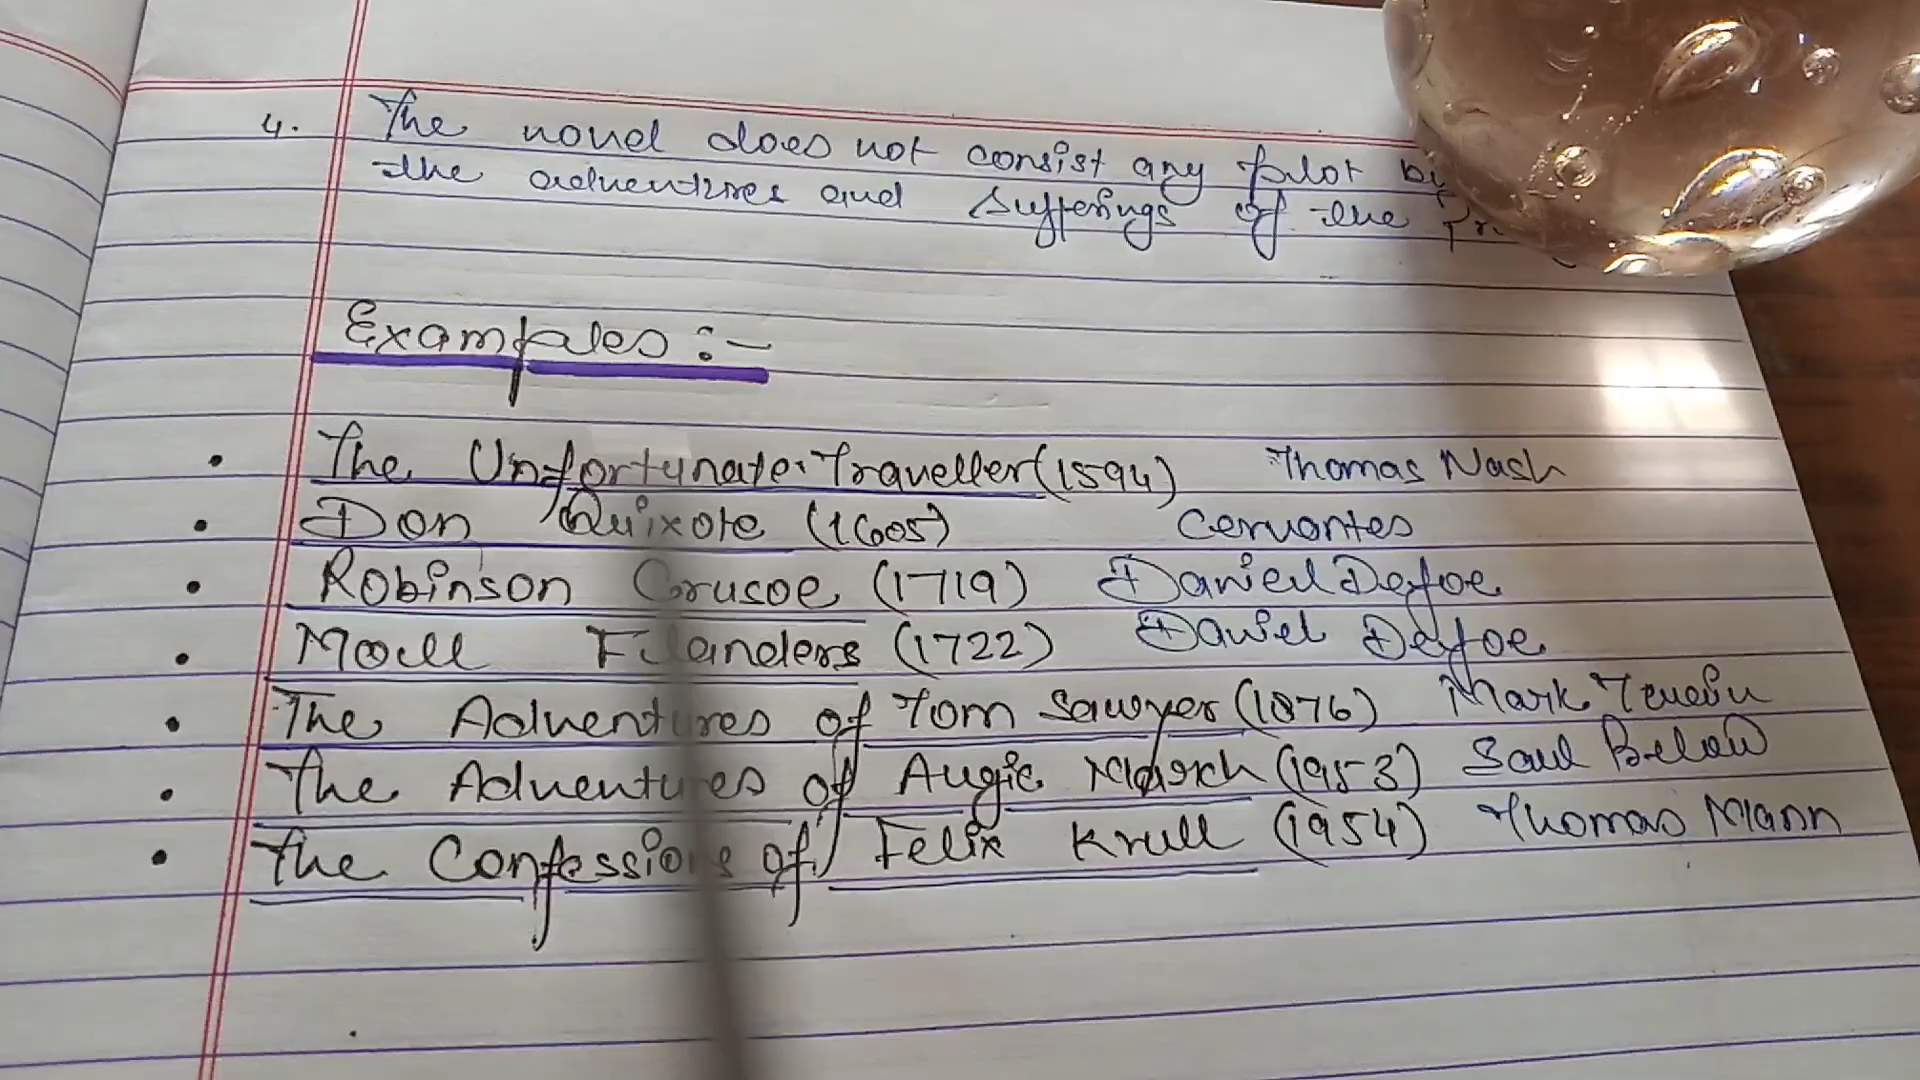 4. The novel does not consist any plot
the adventures and sufferings of the
Examples :-
• The Unfortunate Traveller (1594) Thomas Nash
• Don Quixote (1605) Cervantes
• Robinson Crusoe (1719) Daniel Defoe
• Moll Flanders (1722) Daniel Defoe
• The Adventures of Tom Sawyer (1876) Mark Twain
• The Adventures of Augie March (1953) Saul Below
• The Confessions of Felix Krull (1954) Thomas Mann